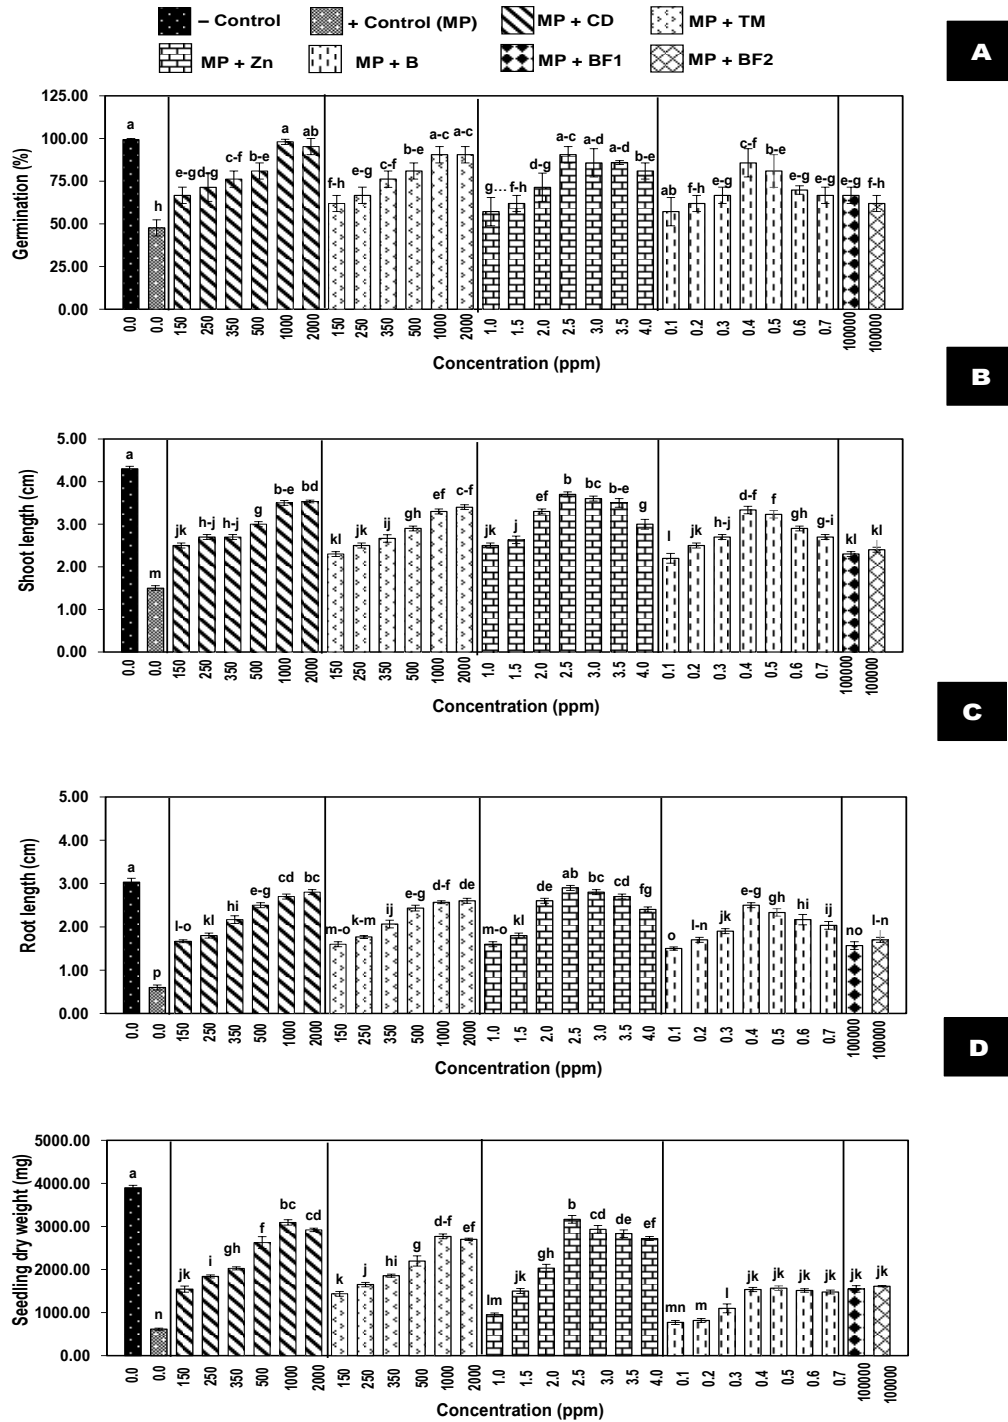 – Control + Control (MP) MP + CD MP + TM
MP + Zn MP + B MP + BF1 MP + BF2
A
125.00
100.00
75.00
50.00
25.00
0.00
Germination (%)
a h e-g d-g c-f b-e a ab f-h e-g c-f b-e a-c a-c g... f-h d-g a-c a-d a-d b-e ab f-h e-g c-f b-e e-g e-g e-g f-h
0.0 0.0 150 250 350 500 1000 2000 150 250 350 500 1000 2000 1.0 1.5 2.0 2.5 3.0 3.5 4.0 0.1 0.2 0.3 0.4 0.5 0.6 0.7 100000 100000
Concentration (ppm)
B
5.00
4.00
3.00
2.00
1.00
0.00
Shoot length (cm)
a m jk h-j h-j g b-e bd kl jk ij gh ef c-f jk j ef b bc b-e g l jk h-j d-f f gh g-i kl kl
0.0 0.0 150 250 350 500 1000 2000 150 250 350 500 1000 2000 1.0 1.5 2.0 2.5 3.0 3.5 4.0 0.1 0.2 0.3 0.4 0.5 0.6 0.7 100000 100000
Concentration (ppm)
C
5.00
4.00
3.00
2.00
1.00
0.00
Root length (cm)
a p l-o kl hi e-g cd bc m-o k-m ij e-g d-f de m-o kl de ab bc cd fg o l-n jk e-g gh hi ij no l-n
0.0 0.0 150 250 350 500 1000 2000 150 250 350 500 1000 2000 1.0 1.5 2.0 2.5 3.0 3.5 4.0 0.1 0.2 0.3 0.4 0.5 0.6 0.7 100000 100000
Concentration (ppm)
D
5000.00
4000.00
3000.00
2000.00
1000.00
0.00
Seedling dry weight (mg)
a n jk i gh f bc cd k j hi g d-f ef lm jk gh b cd de ef mn m l jk jk jk jk jk jk
0.0 0.0 150 250 350 500 1000 2000 150 250 350 500 1000 2000 1.0 1.5 2.0 2.5 3.0 3.5 4.0 0.1 0.2 0.3 0.4 0.5 0.6 0.7 100000 100000
Concentration (ppm)